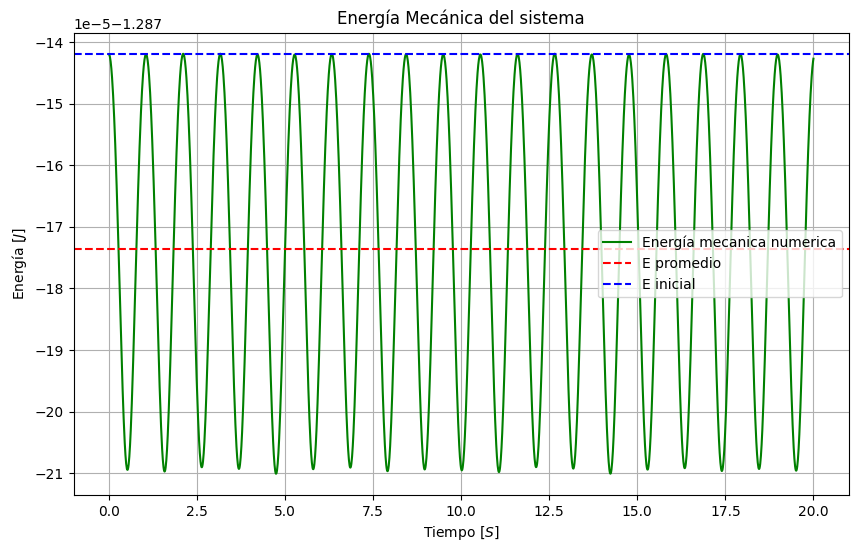 Energía Mecánica del sistema
1e−5−1.287
−14
−15
−16
−17
−18
−19
−20
−21
Energía [J]
Energía mecanica numerica
E promedio
E inicial
0.0 2.5 5.0 7.5 10.0 12.5 15.0 17.5 20.0
Tiempo [S]